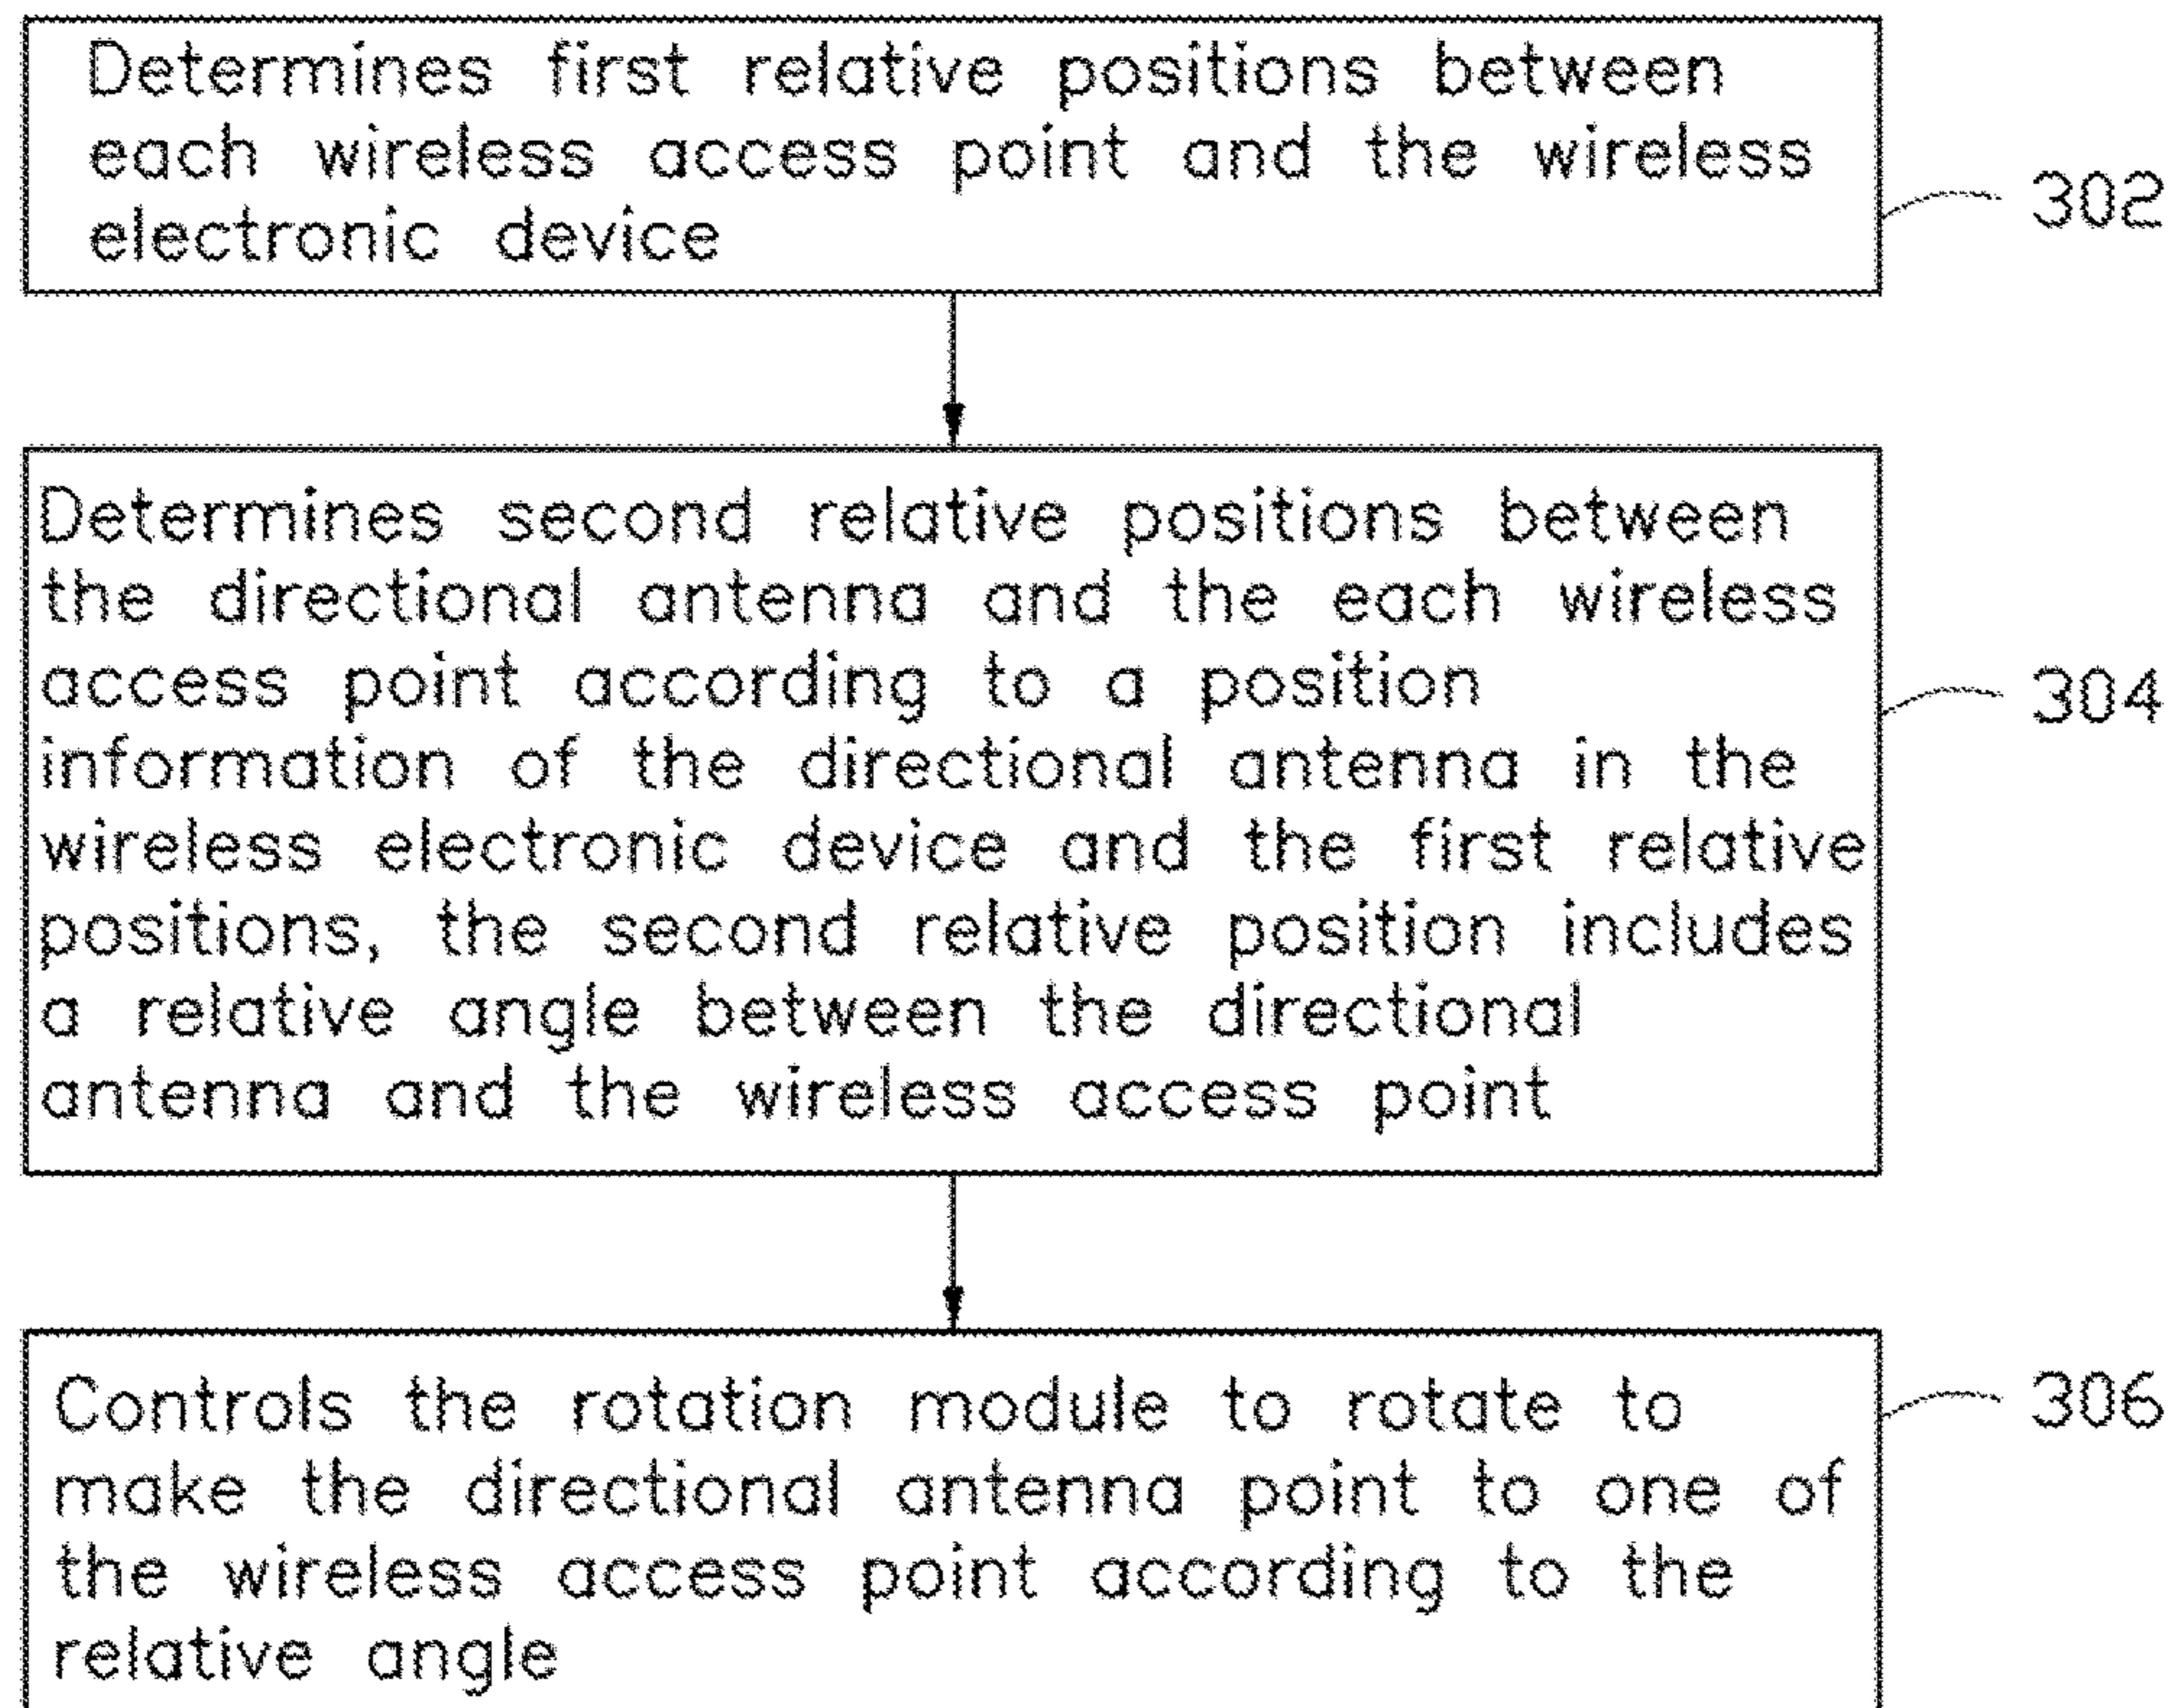 Determines first relative positions between
each wireless access point and the wireless
electronic device
302
Determines second relative positions between
the directional antenna and the each wireless
access point according to a position
information of the directional antenna in the
wireless electronic device and the first relative
positions, the second relative position includes
a relative angle between the directional
antenna and the wireless access point
304
Controls the rotation module to rotate to
make the directional antenna point to one of
the wireless access point according to the
relative angle
306